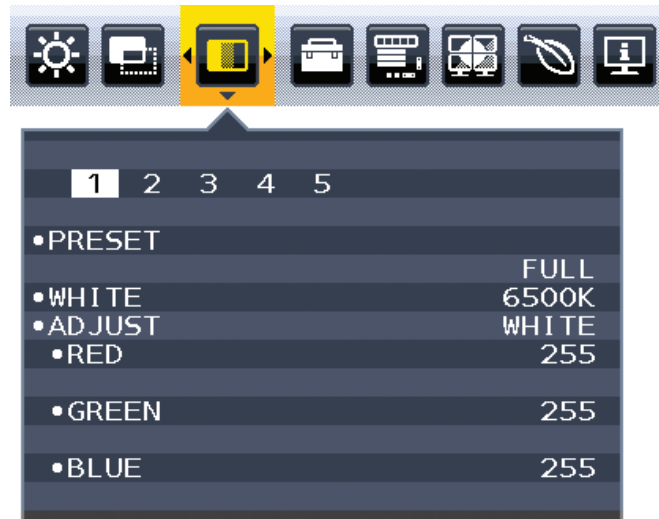 1 2 3 4 5
•PRESET
FULL
•WHITE 6500K
•ADJUST WHITE
•RED 255
•GREEN 255
•BLUE 255